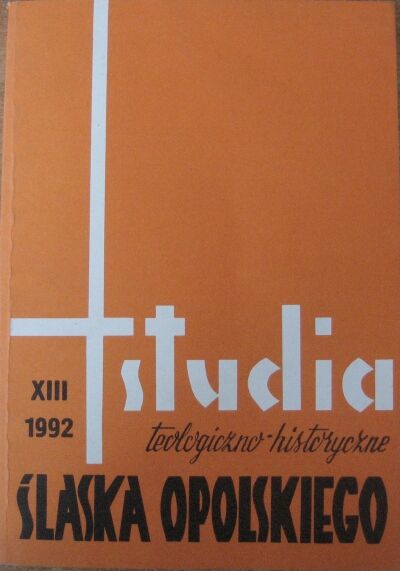 studia
XIII
1992
teologiczno-historyczne
ŚLĄSKA OPOLSKIEGO